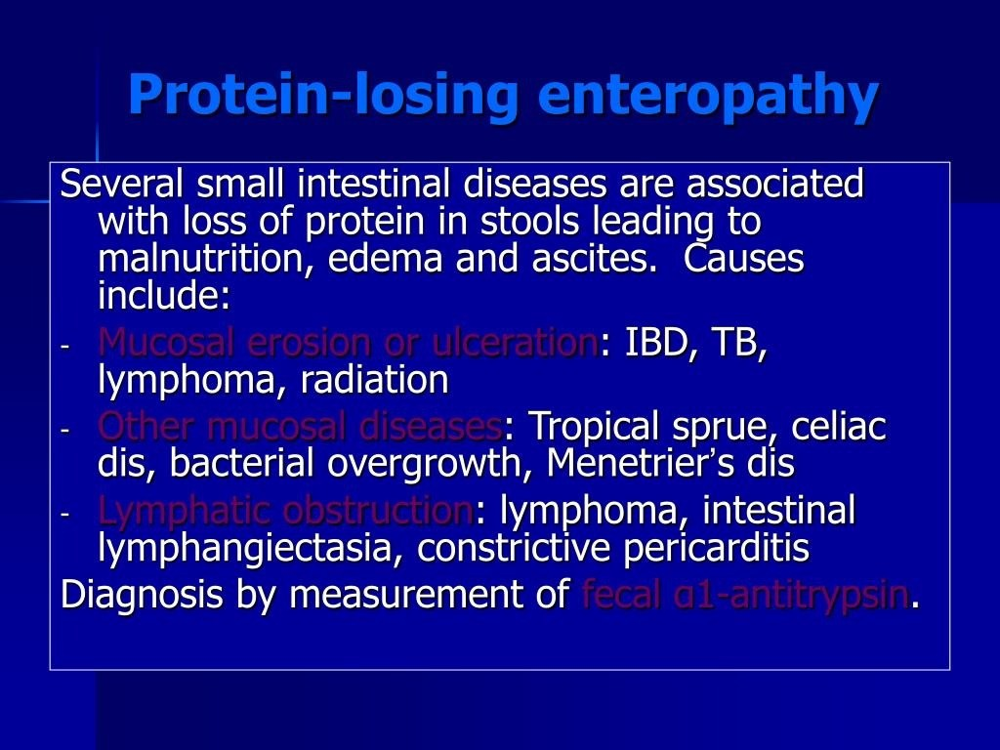 Protein-losing enteropathy
Several small intestinal diseases are associated
with loss of protein in stools leading to
malnutrition, edema and ascites.  Causes
include:
- Mucosal erosion or ulceration: IBD, TB,
lymphoma, radiation
- Other mucosal diseases: Tropical sprue, celiac
dis, bacterial overgrowth, Menetrier’s dis
- Lymphatic obstruction: lymphoma, intestinal
lymphangiectasia, constrictive pericarditis
Diagnosis by measurement of fecal α1-antitrypsin.